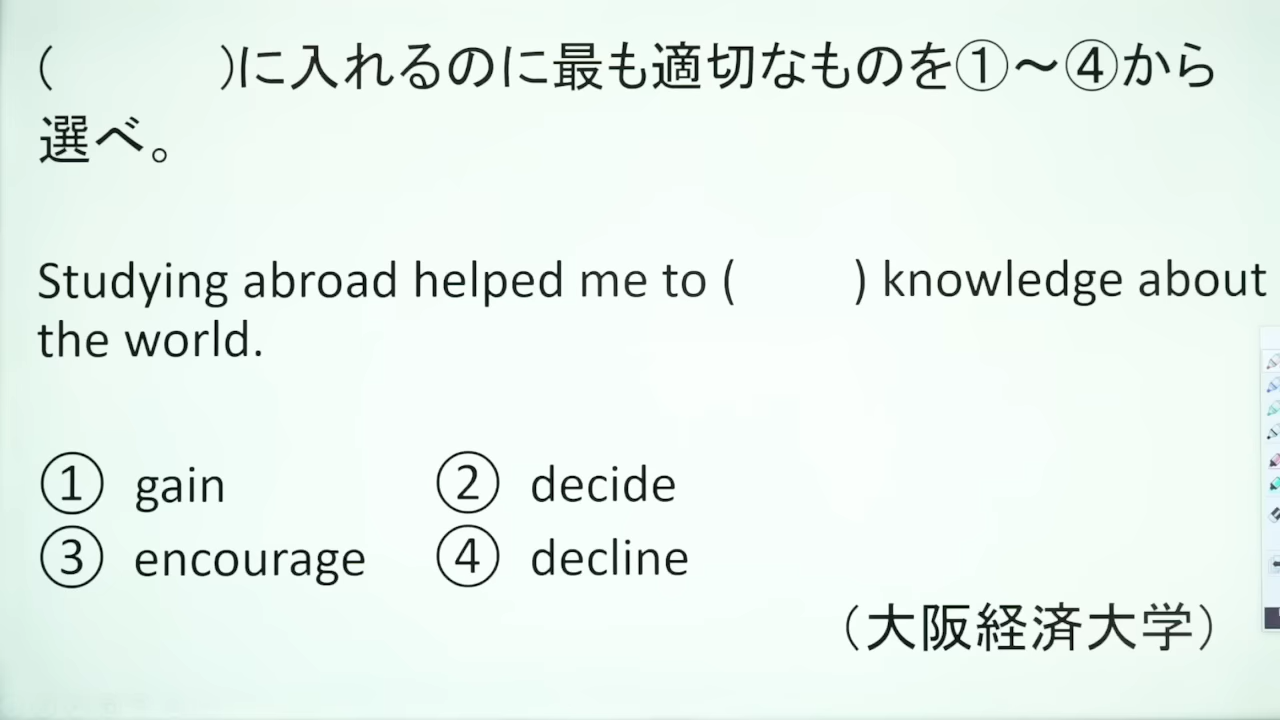 (　　　)に入れるのに最も適切なものを①～④から
選べ。
Studying abroad helped me to (　　　) knowledge about
the world.
① gain　② decide
③ encourage　④ decline
（大阪経済大学）